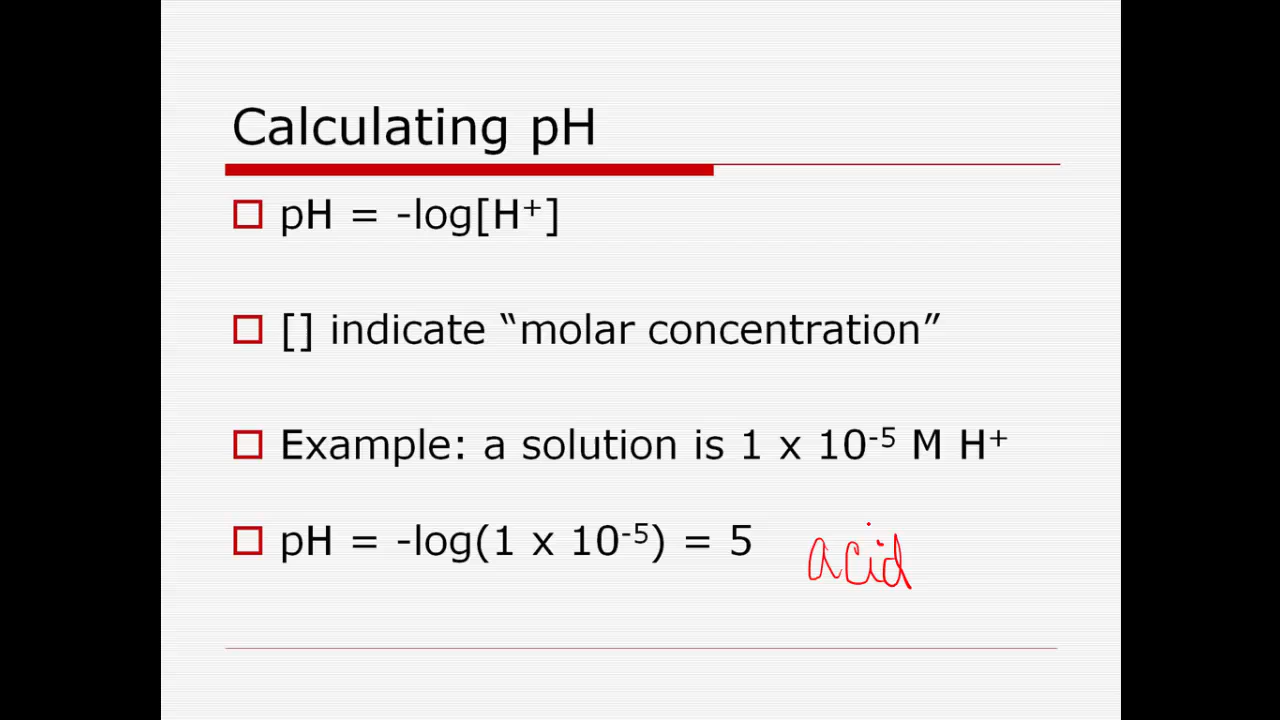 Calculating pH
pH = -log[H⁺]
[] indicate “molar concentration”
Example: a solution is 1 x 10⁻⁵ M H⁺
pH = -log(1 x 10⁻⁵) = 5 acid